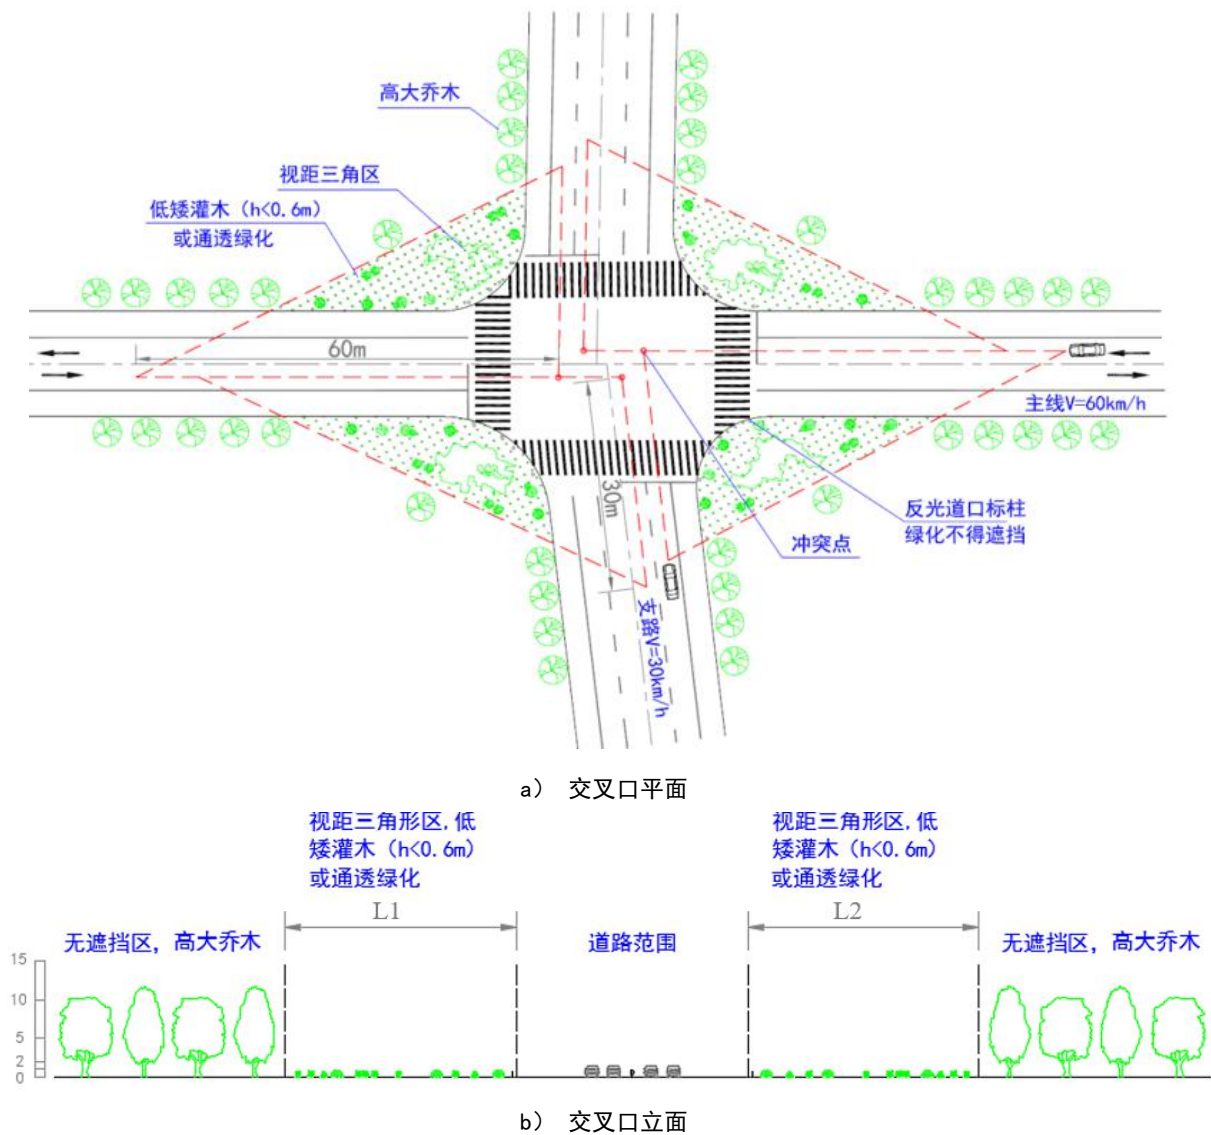 高大乔木
视距三角区
低矮灌木（h<0.6m）
或通透绿化
60m
主线V=60km/h
30m
反光道口标柱
绿化不得遮挡
冲突点
支路V=30km/h
a） 交叉口平面
视距三角形区,低
矮灌木（h<0.6m）
或通透绿化
视距三角形区,低
矮灌木（h<0.6m）
或通透绿化
L1
L2
无遮挡区，高大乔木
道路范围
无遮挡区，高大乔木
15
10
5
2
0
b） 交叉口立面